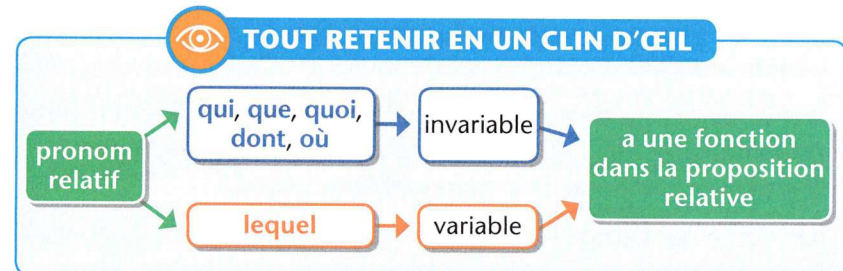 TOUT RETENIR EN UN CLIN D'ŒIL
pronom
relatif
qui, que, quoi,
dont, où
invariable
lequel
variable
a une fonction
dans la proposition
relative